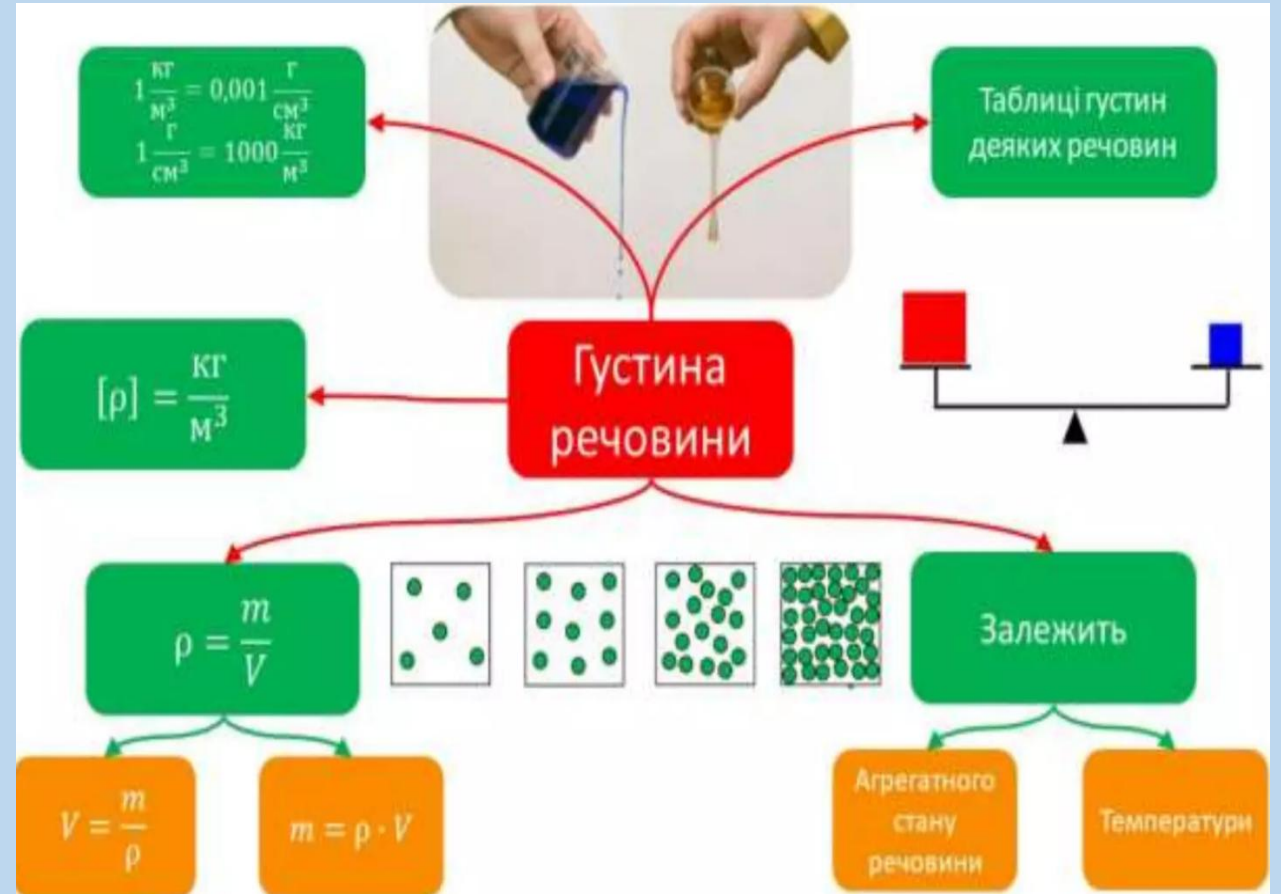 1 кг/м³ = 0,001 г/см³
1 г/см³ = 1000 кг/м³
Таблиці густин
деяких речовин
[ρ] = кг/м³
Густина
речовини
ρ = m/V
Залежить
V = m/ρ
m = ρ · V
Агрегатного
стану
речовини
Температури